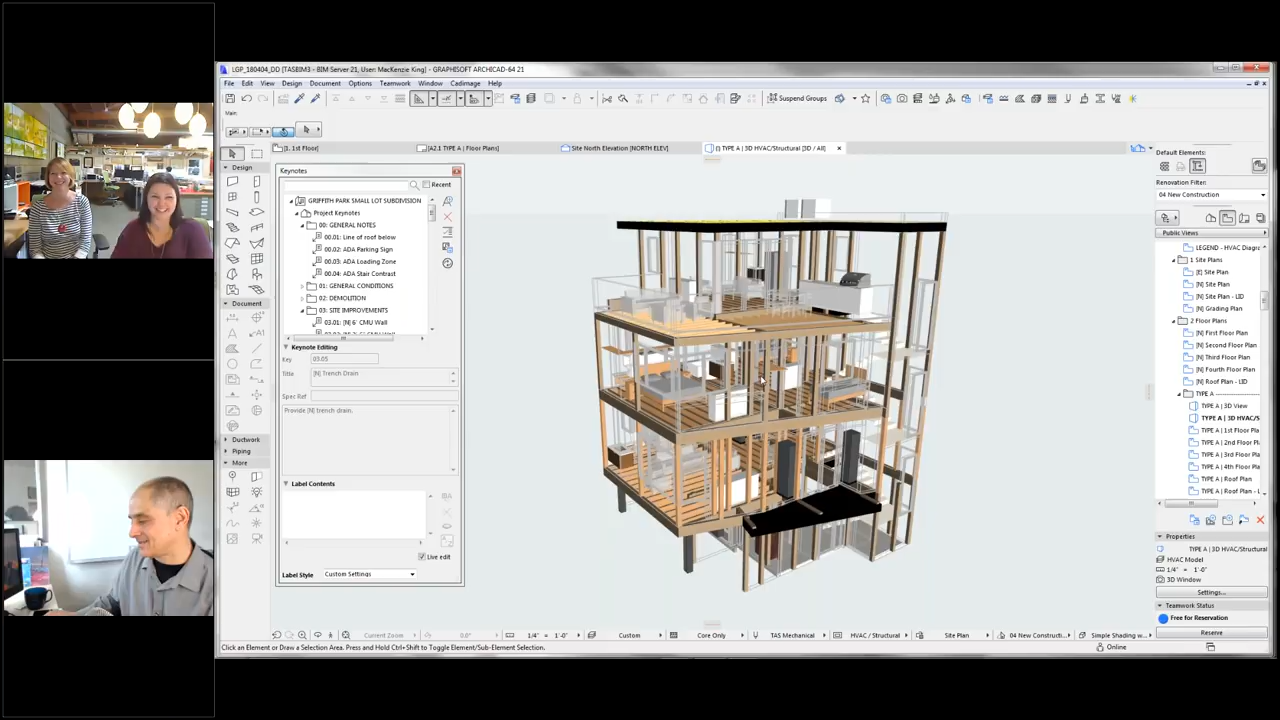 LGP_180404_DD [TASBIM3 - BIM Server 21, User: MacKenzie King] - GRAPHISOFT ARCHICAD-64 21
File Edit View Design Document Options Teamwork Window CADImage Help
Suspend Groups
Main:
[1. 1st Floor]
[A2.1 TYPE A | Floor Plans]
Site North Elevation [NORTH ELEV]
() TYPE A | 3D HVAC/Structural [3D / All]
Design
Document
Ductwork
Piping
More
Keynotes
Recent
GRIFFITH PARK SMALL LOT SUBDIVISION
Project Keynotes
00: GENERAL NOTES
00.01: Line of roof below
00.02: ADA Parking Sign
00.03: ADA Loading Zone
00.04: ADA Stair Contrast
01: GENERAL CONDITIONS
02: DEMOLITION
03: SITE IMPROVEMENTS
03.01: [N] 6' CMU Wall
Keynote Editing
Key 03.05
Title [N] Trench Drain
Spec Ref
Provide [N] trench drain.
Label Contents
Live edit
Label Style Custom Settings
Default Elements:
Renovation Filter:
04 New Construction
Public Views
LEGEND - HVAC Diagra
1 Site Plans
[E] Site Plan
[N] Site Plan
[N] Site Plan - LID
[N] Grading Plan
2 Floor Plans
[N] First Floor Plan
[N] Second Floor Plan
[N] Third Floor Plan
[N] Fourth Floor Plan
[N] Roof Plan - LID
TYPE A
TYPE A | 3D View
TYPE A | 3D HVAC/S
TYPE A | 1st Floor Pla
TYPE A | 2nd Floor Pl
TYPE A | 3rd Floor Pla
TYPE A | 4th Floor Pla
TYPE A | Roof Plan
TYPE A | Roof Plan - L
Properties
TYPE A | 3D HVAC/Structural
HVAC Model
1/4" = 1'-0"
3D Window
Settings...
Teamwork Status
Free for Reservation
Reserve
Current Zoom 0.0° 1/4" = 1'-0" Custom Core Only TAS Mechanical HVAC / Structural Site Plan 04 New Constructi... Simple Shading w...
Click an Element or Draw a Selection Area. Press and Hold Ctrl+Shift to Toggle Element/Sub-Element Selection.
Online